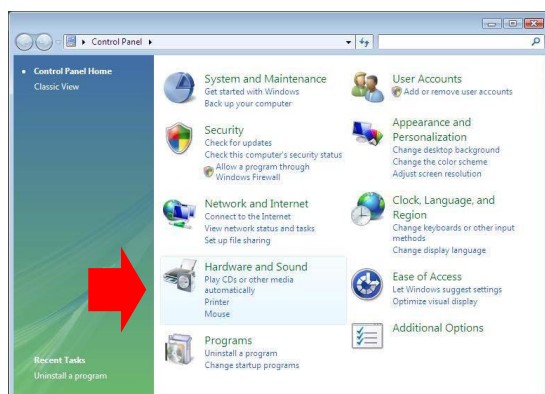 Control Panel
Control Panel Home
Classic View
Recent Tasks
Uninstall a program
System and Maintenance
Get started with Windows
Back up your computer
Security
Check for updates
Check this computer's security status
Allow a program through
Windows Firewall
Network and Internet
Connect to the Internet
View network status and tasks
Set up file sharing
Hardware and Sound
Play CDs or other media
automatically
Printer
Mouse
Programs
Uninstall a program
Change startup programs
User Accounts
Add or remove user accounts
Appearance and
Personalization
Change desktop background
Change the color scheme
Adjust screen resolution
Clock, Language, and
Region
Change keyboards or other input
methods
Change display language
Ease of Access
Let Windows suggest settings
Optimize visual display
Additional Options